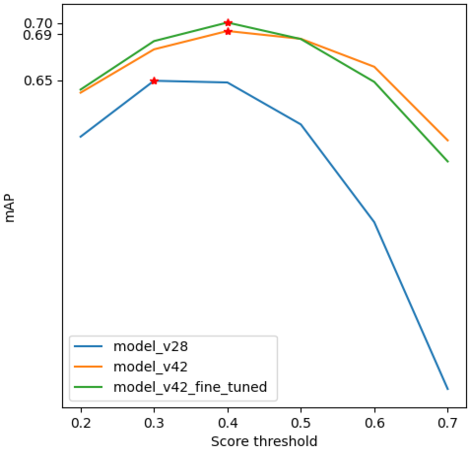 0.70
0.69
0.65
mAP
model_v28
model_v42
model_v42_fine_tuned
0.2 0.3 0.4 0.5 0.6 0.7
Score threshold